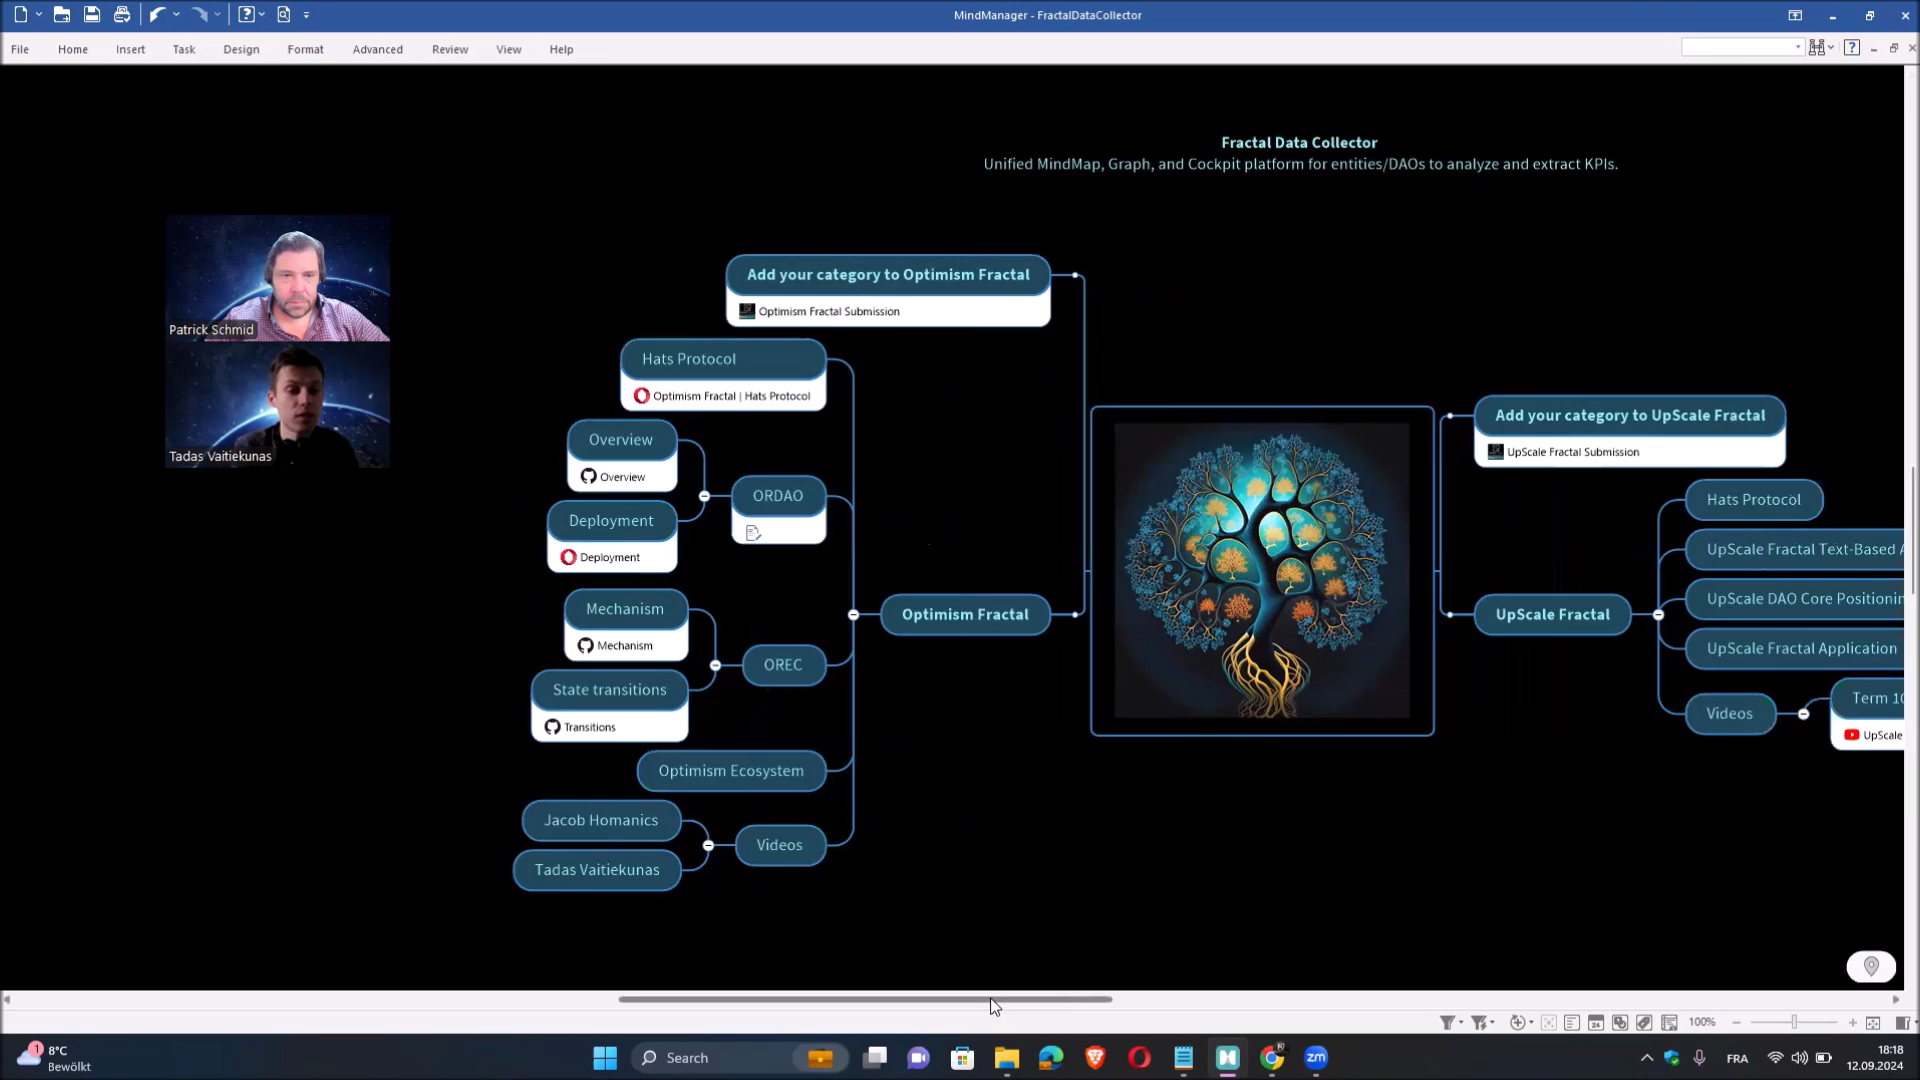 MindManager - FractalDataCollector
File Home Insert Task Design Format Advanced Review View Help
Fractal Data Collector
Unified MindMap, Graph, and Cockpit platform for entities/DAOs to analyze and extract KPIs.
Patrick Schmid
Tadas Vaitiekunas
Add your category to Optimism Fractal
Optimism Fractal Submission
Hats Protocol
Optimism Fractal | Hats Protocol
Overview
Overview
ORDAO
Deployment
Deployment
Mechanism
Mechanism
OREC
State transitions
Transitions
Optimism Ecosystem
Jacob Homanics
Videos
Tadas Vaitiekunas
Optimism Fractal
Add your category to UpScale Fractal
UpScale Fractal Submission
Hats Protocol
UpScale Fractal Text-Based A
UpScale DAO Core Positionin
UpScale Fractal
UpScale Fractal Application
Videos
Term 10
UpScale
100%
1
8°C
Bewölkt
Search
zm
FRA
18:18
12.09.2024